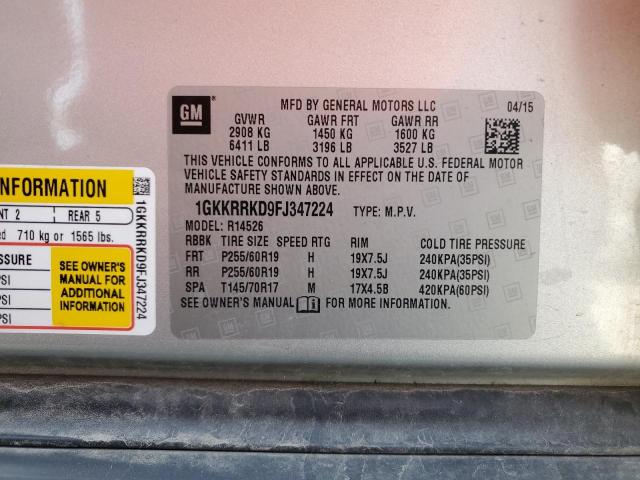 GM
MFD BY GENERAL MOTORS LLC 04/15
GVWR GAWR FRT GAWR RR
2908 KG 1450 KG 1600 KG
6411 LB 3196 LB 3527 LB
THIS VEHICLE CONFORMS TO ALL APPLICABLE U.S. FEDERAL MOTOR
VEHICLE SAFETY STANDARDS IN EFFECT ON THE DATE OF
MANUFACTURE SHOWN ABOVE.
1GKKRRKD9FJ347224 TYPE: M.P.V.
MODEL: R14526
RBBK TIRE SIZE SPEED RTG RIM COLD TIRE PRESSURE
FRT P255/60R19 H 19X7.5J 240KPA(35PSI)
RR P255/60R19 H 19X7.5J 240KPA(35PSI)
SPA T145/70R17 M 17X4.5B 420KPA(60PSI)
SEE OWNER'S MANUAL FOR MORE INFORMATION.
INFORMATION
NT 2 REAR 5
ed 710 kg or 1565 lbs.
SSURE
PSI
PSI
PSI
SEE OWNER'S
MANUAL FOR
ADDITIONAL
INFORMATION
1GKKRRKD9FJ347224